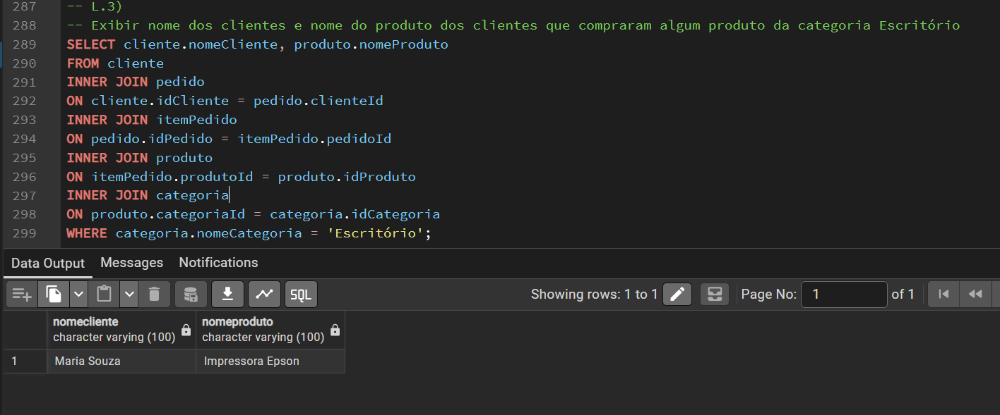 287 -- L.3)
288 -- Exibir nome dos clientes e nome do produto dos clientes que compraram algum produto da categoria Escritório
289 SELECT cliente.nomeCliente, produto.nomeProduto
290 FROM cliente
291 INNER JOIN pedido
292 ON cliente.idCliente = pedido.clienteId
293 INNER JOIN itemPedido
294 ON pedido.idPedido = itemPedido.pedidoId
295 INNER JOIN produto
296 ON itemPedido.produtoId = produto.idProduto
297 INNER JOIN categoria
298 ON produto.categoriaId = categoria.idCategoria
299 WHERE categoria.nomeCategoria = 'Escritório';
Data Output Messages Notifications
SQL Showing rows: 1 to 1 Page No: 1 of 1
nomecliente nomeproduto
character varying (100) character varying (100)
1 Maria Souza Impressora Epson